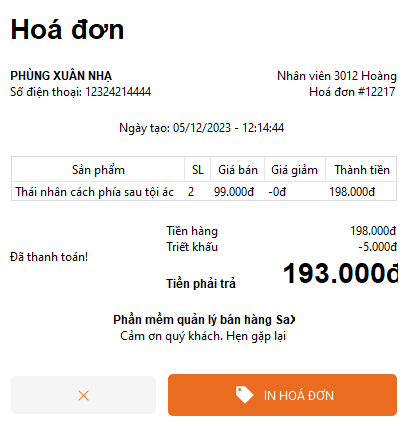 Hoá đơn
PHÙNG XUÂN NHẠ Nhân viên 3012 Hoàng
Số điện thoại: 12324214444 Hoá đơn #12217
Ngày tạo: 05/12/2023 - 12:14:44
Sản phẩm SL Giá bán Giá giảm Thành tiền
Thái nhân cách phía sau tội ác 2 99.000đ -0đ 198.000đ
Tiền hàng 198.000đ
Triết khấu -5.000đ
Đã thanh toán!
Tiền phải trả 193.000đ
Phần mềm quản lý bán hàng SaX
Cảm ơn quý khách. Hẹn gặp lại
IN HOÁ ĐƠN